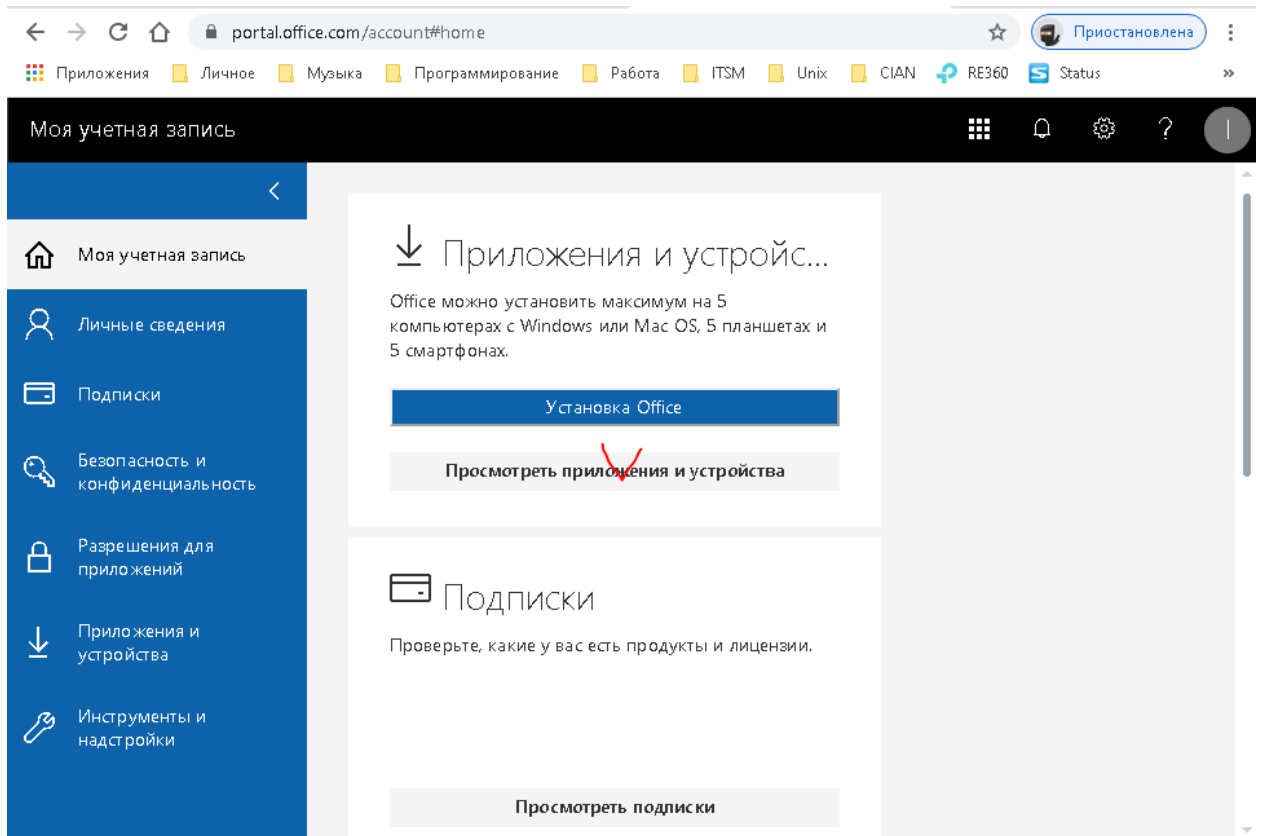 portal.office.com/account#home
Приостановлена
Приложения Личное Музыка Программирование Работа ITSM Unix CIAN RE360 Status »
Моя учетная запись
Моя учетная запись
Личные сведения
Подписки
Безопасность и
конфиденциальность
Разрешения для
приложений
Приложения и
устройства
Инструменты и
надстройки
Приложения и устройс...
Office можно установить максимум на 5
компьютерах с Windows или Mac OS, 5 планшетах и
5 смартфонах.
Установка Office
Просмотреть приложения и устройства
Подписки
Проверьте, какие у вас есть продукты и лицензии.
Просмотреть подписки